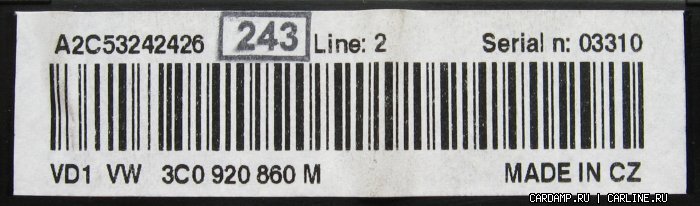 A2C53242426 243 Line: 2 Serial n: 03310
VD1 VW 3C0 920 860 M MADE IN CZ
CARDAMP.RU | CARLINE.RU